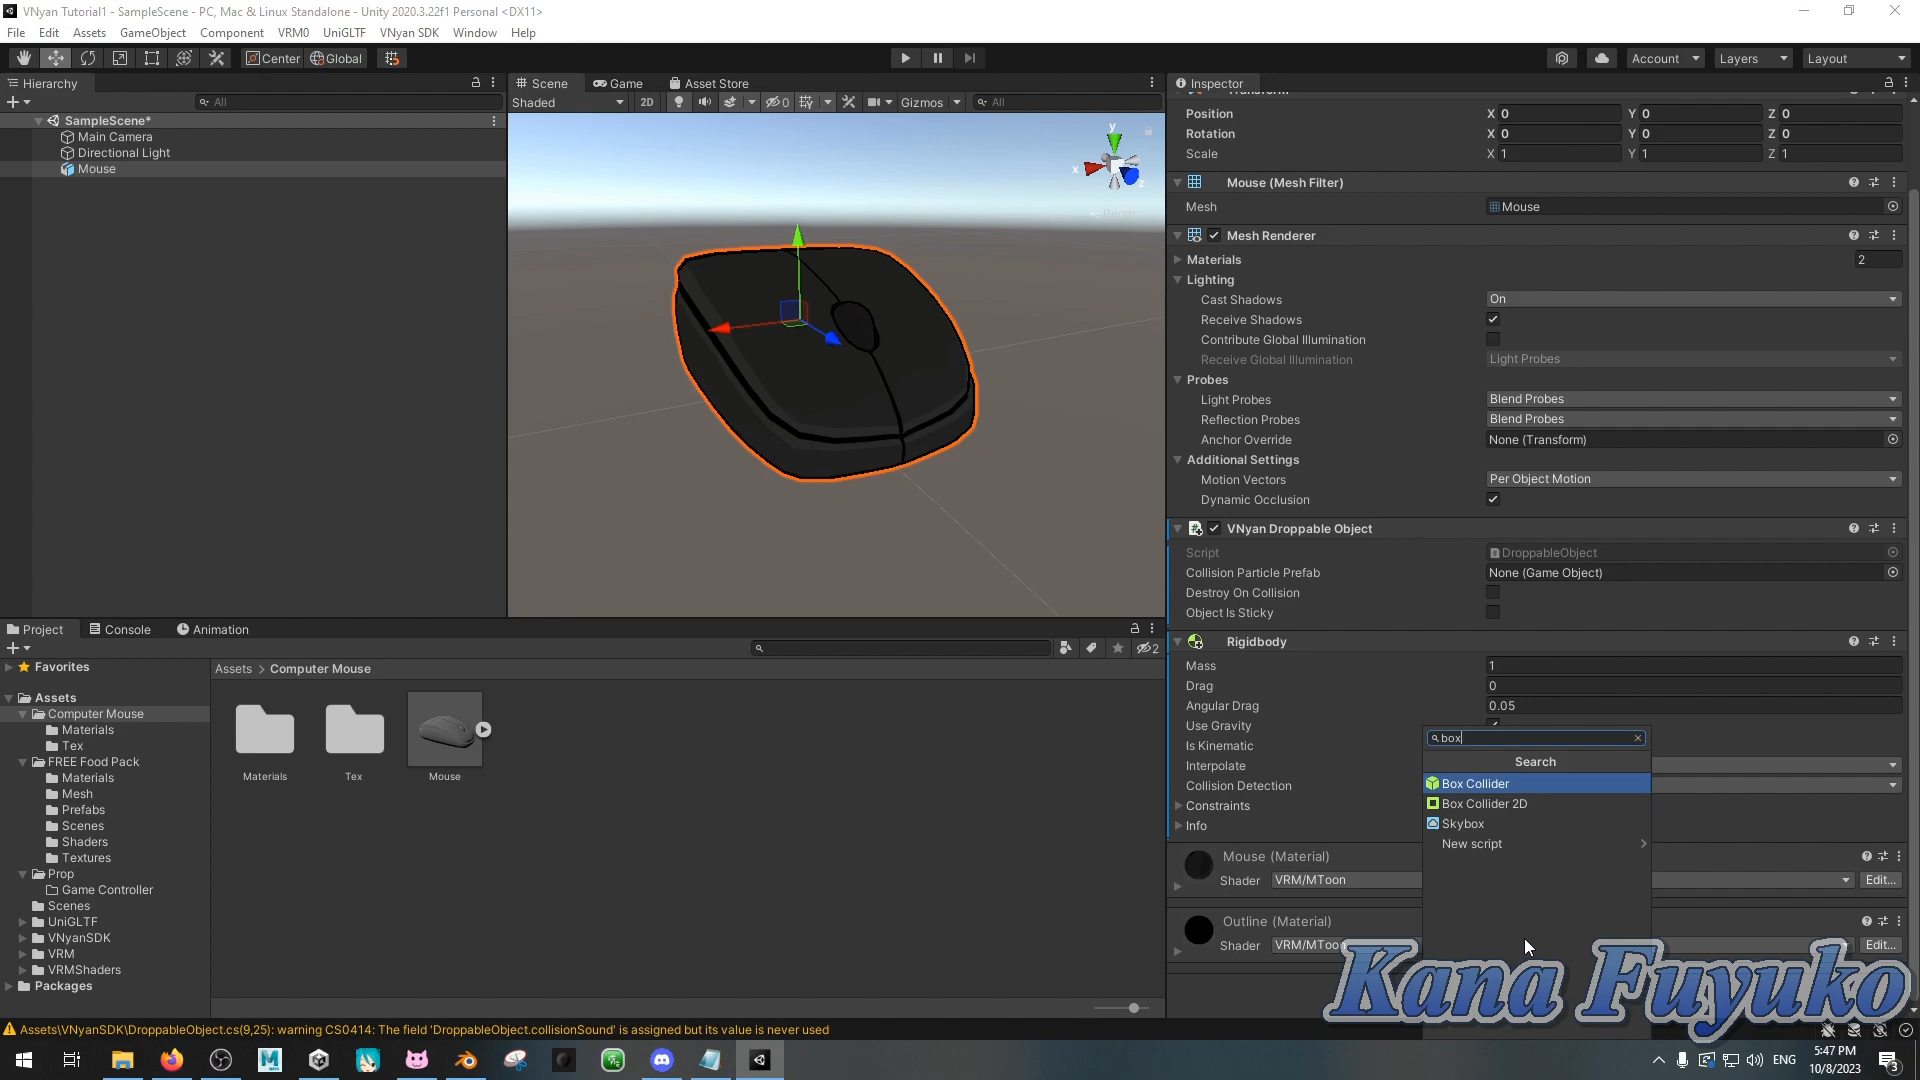 VNyan Tutorial1 - SampleScene - PC, Mac & Linux Standalone - Unity 2020.3.22f1 Personal <DX11>
File Edit Assets GameObject Component VRM0 UniGLTF VNyan SDK Window Help
Center Global Account Layers Layout
Hierarchy
All
SampleScene*
Main Camera
Directional Light
Mouse
Scene Game Asset Store
Shaded 2D 0 Gizmos All
y
x
z
Inspector
Position X 0 Y 0 Z 0
Rotation X 0 Y 0 Z 0
Scale X 1 Y 1 Z 1
Mouse (Mesh Filter)
Mesh Mouse
Mesh Renderer
Materials 2
Lighting
Cast Shadows On
Receive Shadows
Contribute Global Illumination
Receive Global Illumination Light Probes
Probes
Light Probes Blend Probes
Reflection Probes Blend Probes
Anchor Override None (Transform)
Additional Settings
Motion Vectors Per Object Motion
Dynamic Occlusion
VNyan Droppable Object
Script DroppableObject
Collision Particle Prefab None (Game Object)
Destroy On Collision
Object Is Sticky
Rigidbody
Mass 1
Drag 0
Angular Drag 0.05
Use Gravity
Is Kinematic
Interpolate
Collision Detection
Constraints
Info
box
Search
Box Collider
Box Collider 2D
Skybox
New script
Mouse (Material)
Shader VRM/MToon Edit...
Outline (Material)
Shader VRM/MToon Edit...
Project Console Animation
2
Favorites
Assets
Computer Mouse
Materials
Tex
FREE Food Pack
Materials
Mesh
Prefabs
Scenes
Shaders
Textures
Prop
Game Controller
Scenes
UniGLTF
VNyanSDK
VRM
VRMShaders
Packages
Assets > Computer Mouse
Materials Tex Mouse
Kana Fuyuko
Assets\VNyanSDK\DroppableObject.cs(9,25): warning CS0414: The field 'DroppableObject.collisionSound' is assigned but its value is never used
ENG
5:47 PM
10/8/2023
3